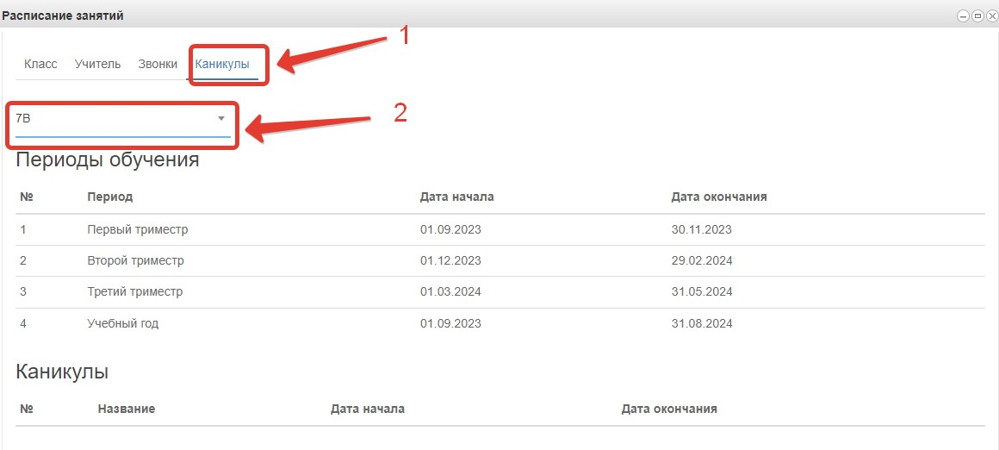 Расписание занятий
1
Класс Учитель Звонки Каникулы
7В
2
Периоды обучения
№ Период Дата начала Дата окончания
1 Первый триместр 01.09.2023 30.11.2023
2 Второй триместр 01.12.2023 29.02.2024
3 Третий триместр 01.03.2024 31.05.2024
4 Учебный год 01.09.2023 31.08.2024
Каникулы
№ Название Дата начала Дата окончания